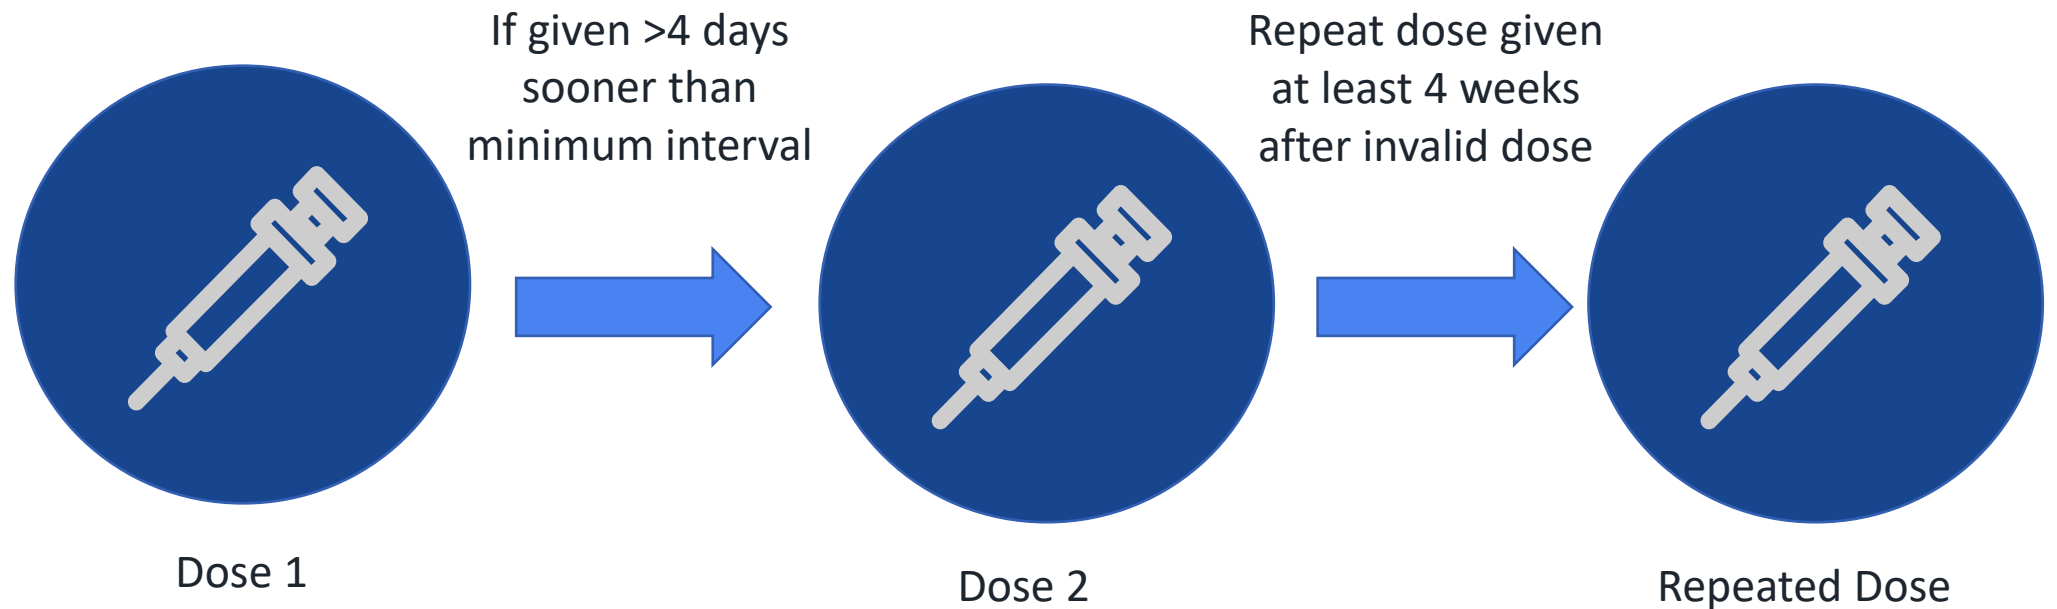 If given >4 days
sooner than
minimum interval
Repeat dose given
at least 4 weeks
after invalid dose
Dose 1
Dose 2
Repeated Dose